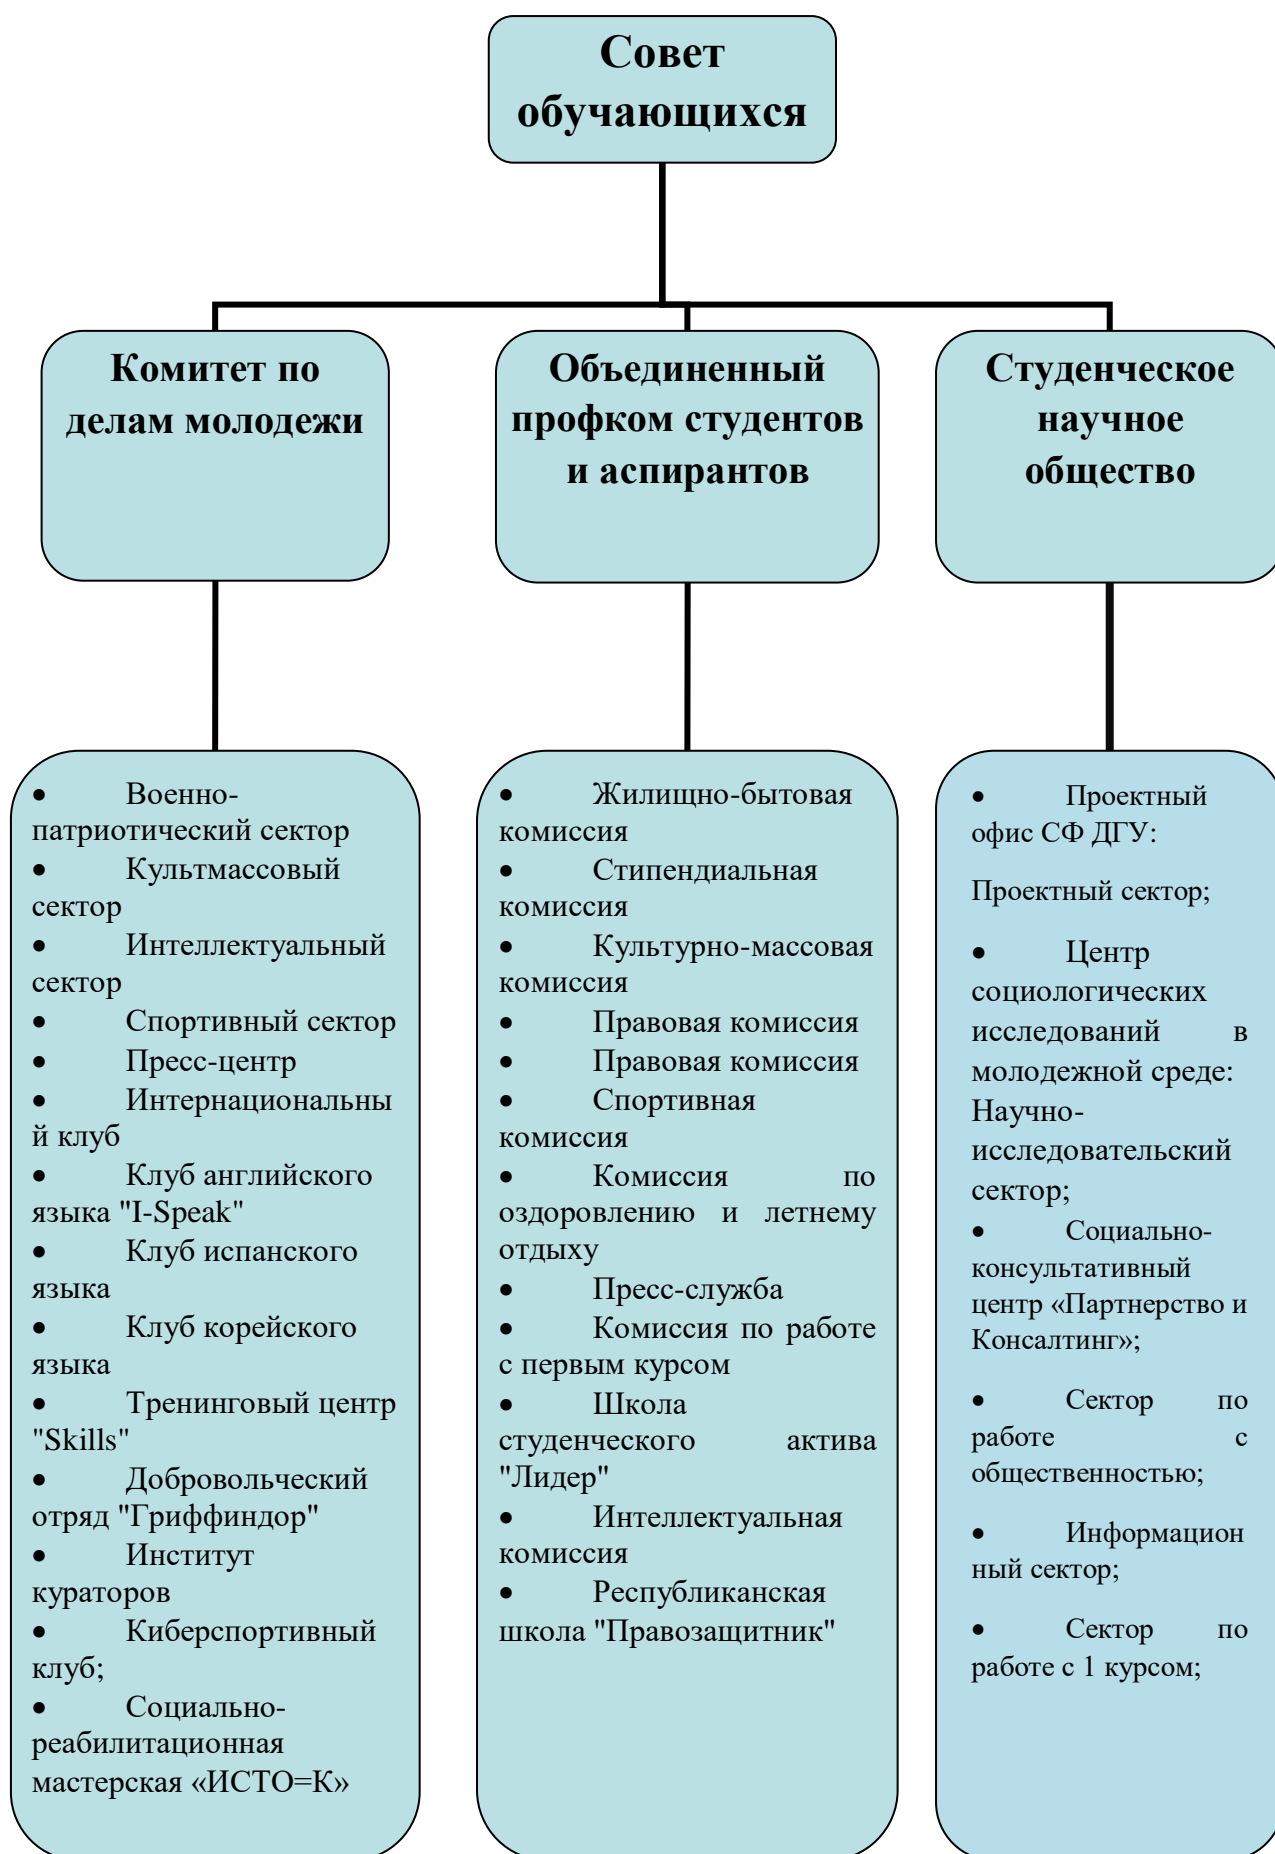 Совет
обучающихся
Комитет по
делам молодежи
Объединенный
профком студентов
и аспирантов
Студенческое
научное
общество
• Военно-
патриотический сектор
• Культмассовый
сектор
• Интеллектуальный
сектор
• Спортивный сектор
• Пресс-центр
• Интернациональны
й клуб
• Клуб английского
языка "I-Speak"
• Клуб испанского
языка
• Клуб корейского
языка
• Тренинговый центр
"Skills"
• Добровольческий
отряд "Гриффиндор"
• Институт
кураторов
• Киберспортивный
клуб;
• Социально-
реабилитационная
мастерская «ИСТО=К»
• Жилищно-бытовая
комиссия
• Стипендиальная
комиссия
• Культурно-массовая
комиссия
• Правовая комиссия
• Правовая комиссия
• Спортивная
комиссия
• Комиссия по
оздоровлению и летнему
отдыху
• Пресс-служба
• Комиссия по работе
с первым курсом
• Школа
студенческого актива
"Лидер"
• Интеллектуальная
комиссия
• Республиканская
школа "Правозащитник"
• Проектный
офис СФ ДГУ:
Проектный сектор;
• Центр
социологических
исследований в
молодежной среде:
Научно-
исследовательский
сектор;
• Социально-
консультативный
центр «Партнерство и
Консалтинг»;
• Сектор по
работе с
общественностью;
• Информацион
ный сектор;
• Сектор по
работе с 1 курсом;